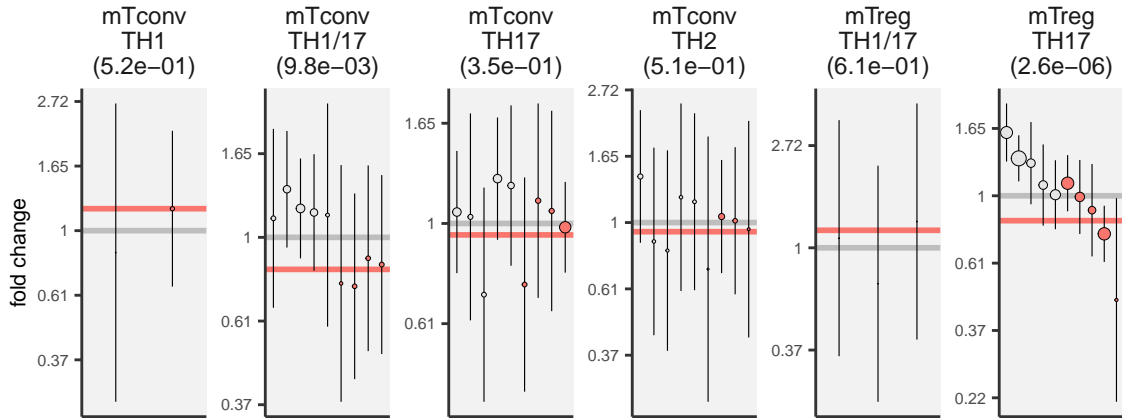 mTconv
TH1
(5.2e−01)
mTconv
TH1/17
(9.8e−03)
mTconv
TH17
(3.5e−01)
mTconv
TH2
(5.1e−01)
mTreg
TH1/17
(6.1e−01)
mTreg
TH17
(2.6e−06)
fold change
2.72
1.65
1
0.61
0.37
1.65
1
0.61
0.37
1.65
1
0.61
2.72
1.65
1
0.61
0.37
2.72
1
0.37
1.65
1
0.61
0.37
0.22